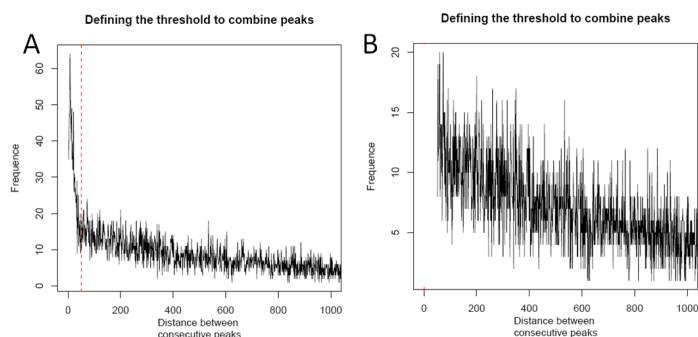 Defining the threshold to combine peaks
A
Frequence
60
50
40
30
20
10
0
0 200 400 600 800 1000
Distance between
consecutive peaks
Defining the threshold to combine peaks
B
Frequence
20
15
10
5
0 200 400 600 800 1000
Distance between
consecutive peaks